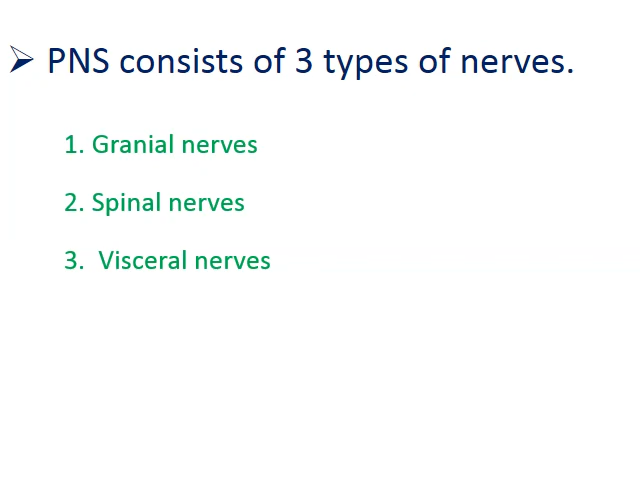 ➢ PNS consists of 3 types of nerves.
1. Granial nerves
2. Spinal nerves
3. Visceral nerves